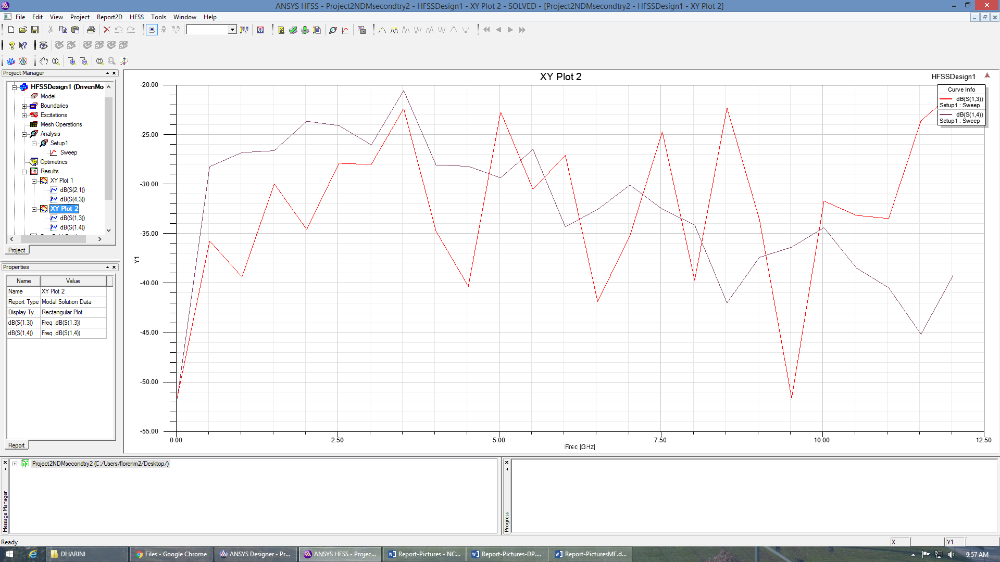 ANSYS HFSS - Project2NDMsecondtry2 - HFSSDesign1 - XY Plot 2 - SOLVED - [Project2NDMsecondtry2 - HFSSDesign1 - XY Plot 2]
File Edit View Project Report2D HFSS Tools Window Help
Project Manager
HFSSDesign1 (DrivenMo
Model
Boundaries
Excitations
Mesh Operations
Analysis
Setup1
Sweep
Optimetrics
Results
XY Plot 1
dB(S(2,1))
dB(S(4,3))
XY Plot 2
dB(S(1,3))
dB(S(1,4))
Project
Properties
Name Value
Name XY Plot 2
Report Type Modal Solution Data
Display Ty... Rectangular Plot
dB(S(1,3)) Freq ,dB(S(1,3))
dB(S(1,4)) Freq ,dB(S(1,4))
Report
XY Plot 2
HFSSDesign1
Curve Info
dB(S(1,3))
Setup1 : Sweep
dB(S(1,4))
Setup1 : Sweep
-20.00
-25.00
-30.00
-35.00
-40.00
-45.00
-50.00
-55.00
Y1
0.00 2.50 5.00 7.50 10.00 12.50
Freq [GHz]
Message Manager
Project2NDMsecondtry2 (C:/Users/florenm2/Desktop/)
Progress
Ready
X
Y1
DHARINI
Files - Google Chrome
ANSYS Designer - Pr...
ANSYS HFSS - Projec...
Report-Pictures - NC...
Report-Pictures-DP....
Report-PicturesMF.d...
9:57 AM